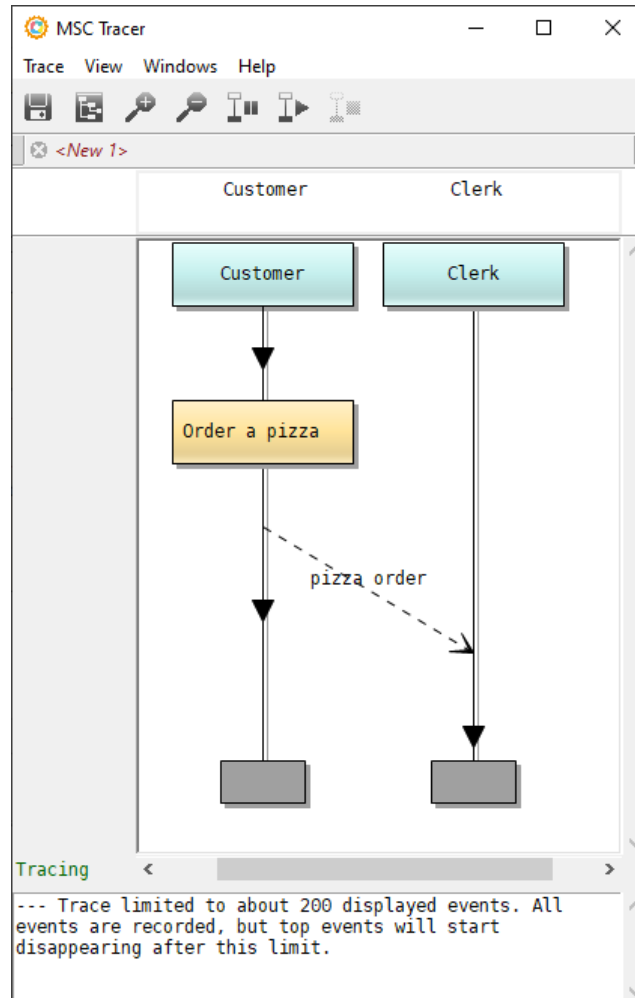 MSC Tracer
Trace View Windows Help
<New 1>
Customer Clerk
Customer Clerk
Order a pizza
pizza order
Tracing
--- Trace limited to about 200 displayed events. All
events are recorded, but top events will start
disappearing after this limit.